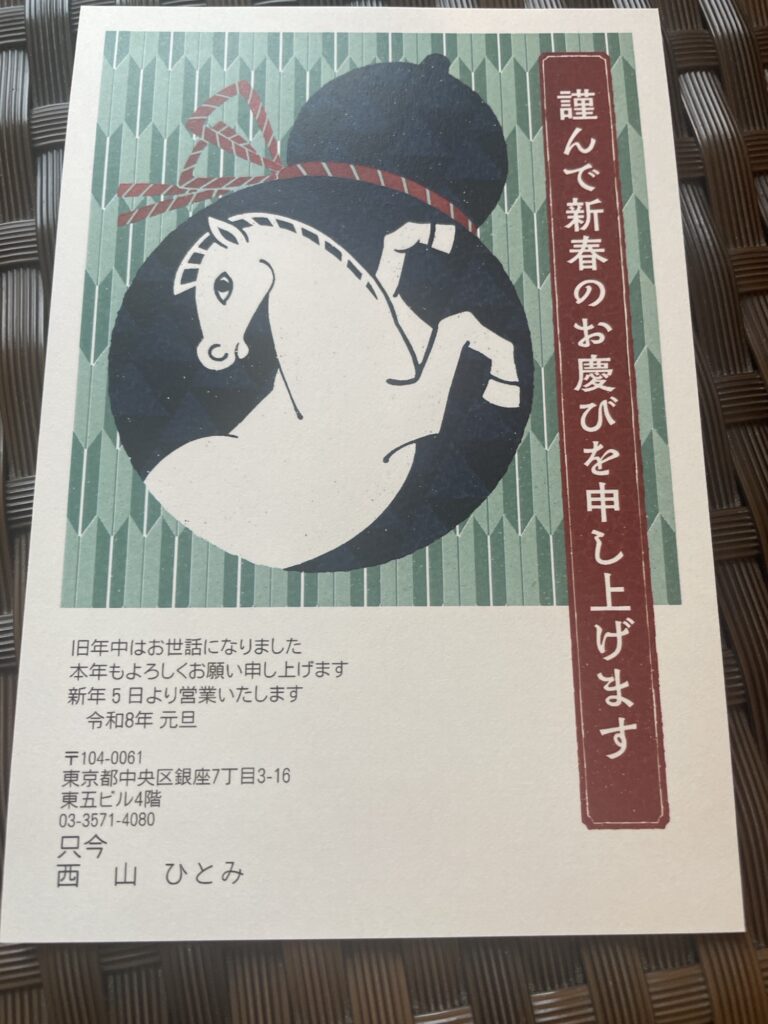 謹んで新春のお慶びを申し上げます
旧年中はお世話になりました
本年もよろしくお願い申し上げます
新年5日より営業いたします
令和8年 元旦
〒104-0061
東京都中央区銀座7丁目3-16
東五ビル4階
03-3571-4080
只今
西 山 ひとみ